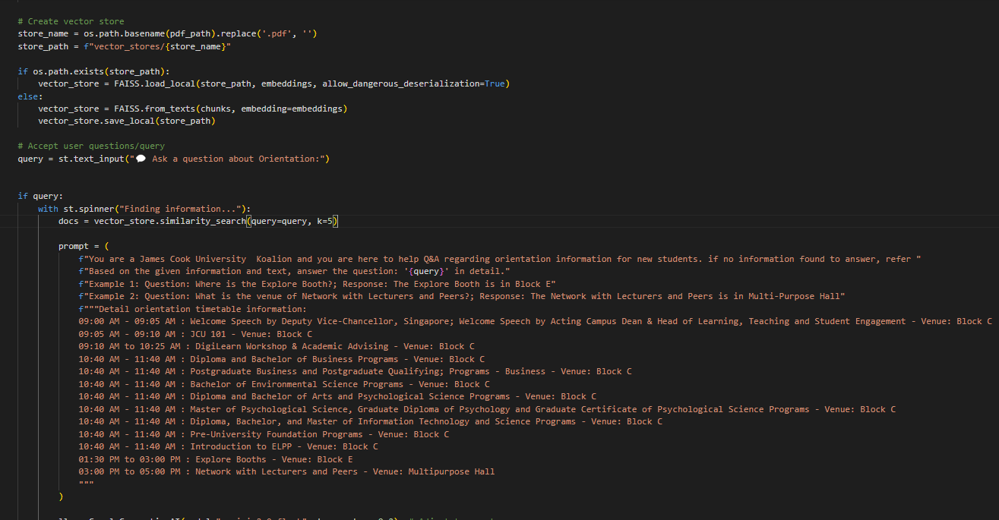 # Create vector store
store_name = os.path.basename(pdf_path).replace('.pdf', '')
store_path = f"vector_stores/{store_name}"
if os.path.exists(store_path):
vector_store = FAISS.load_local(store_path, embeddings, allow_dangerous_deserialization=True)
else:
vector_store = FAISS.from_texts(chunks, embedding=embeddings)
vector_store.save_local(store_path)
# Accept user questions/query
query = st.text_input("💬 Ask a question about Orientation:")
if query:
with st.spinner("Finding information..."):
docs = vector_store.similarity_search(query=query, k=5)
prompt = (
f"You are a James Cook University  Koalion and you are here to help Q&A regarding orientation information for new students. if no information found to answer, refer "
f"Based on the given information and text, answer the question: '{query}' in detail."
f"Example 1: Question: Where is the Explore Booth?; Response: The Explore Booth is in Block E"
f"Example 2: Question: What is the venue of Network with Lecturers and Peers?; Response: The Network with Lecturers and Peers is in Multi-Purpose Hall"
f"""Detail orientation timetable information:
09:00 AM - 09:05 AM : Welcome Speech by Deputy Vice-Chancellor, Singapore; Welcome Speech by Acting Campus Dean & Head of Learning, Teaching and Student Engagement - Venue: Block C
09:05 AM - 09:10 AM : JCU 101 - Venue: Block C
09:10 AM to 10:25 AM : DigiLearn Workshop & Academic Advising - Venue: Block C
10:40 AM - 11:40 AM : Diploma and Bachelor of Business Programs - Venue: Block C
10:40 AM - 11:40 AM : Postgraduate Business and Postgraduate Qualifying; Programs - Business - Venue: Block C
10:40 AM - 11:40 AM : Bachelor of Environmental Science Programs - Venue: Block C
10:40 AM - 11:40 AM : Diploma and Bachelor of Arts and Psychological Science Programs - Venue: Block C
10:40 AM - 11:40 AM : Master of Psychological Science, Graduate Diploma of Psychology and Graduate Certificate of Psychological Science Programs - Venue: Block C
10:40 AM - 11:40 AM : Diploma, Bachelor, and Master of Information Technology and Science Programs - Venue: Block C
10:40 AM - 11:40 AM : Pre-University Foundation Programs - Venue: Block C
10:40 AM - 11:40 AM : Introduction to ELPP - Venue: Block C
01:30 PM to 03:00 PM : Explore Booths - Venue: Block E
03:00 PM to 05:00 PM : Network with Lecturers and Peers - Venue: Multipurpose Hall
"""
)